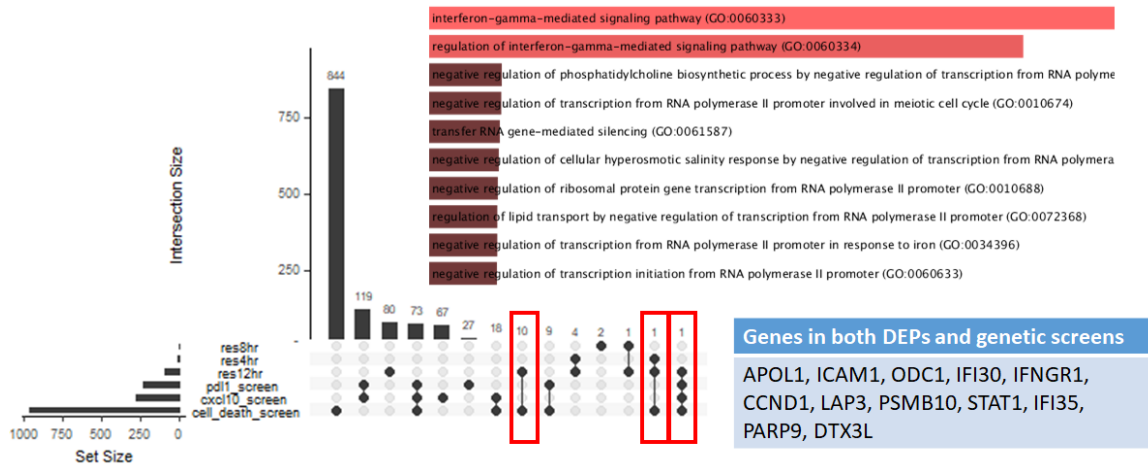 interferon-gamma-mediated signaling pathway (GO:0060333)
regulation of interferon-gamma-mediated signaling pathway (GO:0060334)
negative regulation of phosphatidylcholine biosynthetic process by negative regulation of transcription from RNA polyme
negative regulation of transcription from RNA polymerase II promoter involved in meiotic cell cycle (GO:0010674)
transfer RNA gene-mediated silencing (GO:0061587)
negative regulation of cellular hyperosmotic salinity response by negative regulation of transcription from RNA polymera
negative regulation of ribosomal protein gene transcription from RNA polymerase II promoter (GO:0010688)
regulation of lipid transport by negative regulation of transcription from RNA polymerase II promoter (GO:0072368)
negative regulation of transcription from RNA polymerase II promoter in response to iron (GO:0034396)
negative regulation of transcription initiation from RNA polymerase II promoter (GO:0060633)
Intersection Size
750
500
250
844 119 80 73 67 27 18 10 9 4 2 1 1 1
res8hr
res4hr
res12hr
pdl1_screen
cxcl10_screen
cell_death_screen
1000 750 500 250 0
Set Size
Genes in both DEPs and genetic screens
APOL1, ICAM1, ODC1, IFI30, IFNGR1,
CCND1, LAP3, PSMB10, STAT1, IFI35,
PARP9, DTX3L